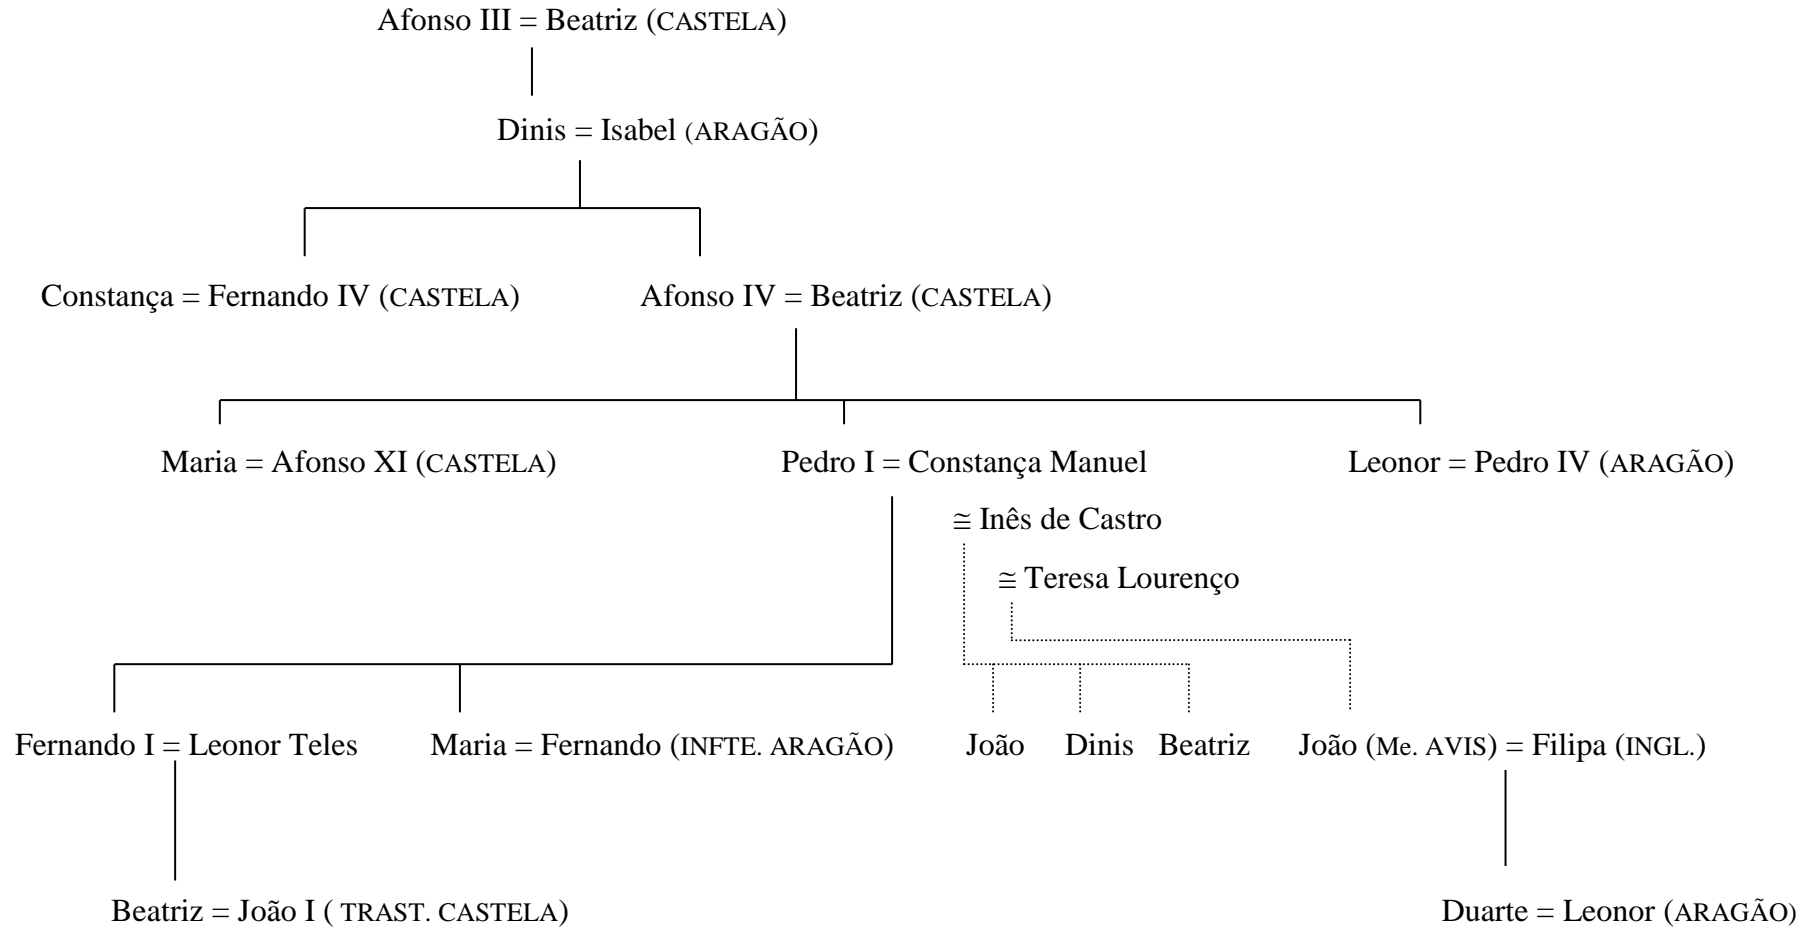 Afonso III = Beatriz (CASTELA)
Dinis = Isabel (ARAGÃO)
Constança = Fernando IV (CASTELA) Afonso IV = Beatriz (CASTELA)
Maria = Afonso XI (CASTELA) Pedro I = Constança Manuel Leonor = Pedro IV (ARAGÃO)
≅ Inês de Castro
≅ Teresa Lourenço
Fernando I = Leonor Teles Maria = Fernando (INFTE. ARAGÃO) João Dinis Beatriz João (Me. AVIS) = Filipa (INGL.)
Beatriz = João I ( TRAST. CASTELA) Duarte = Leonor (ARAGÃO)